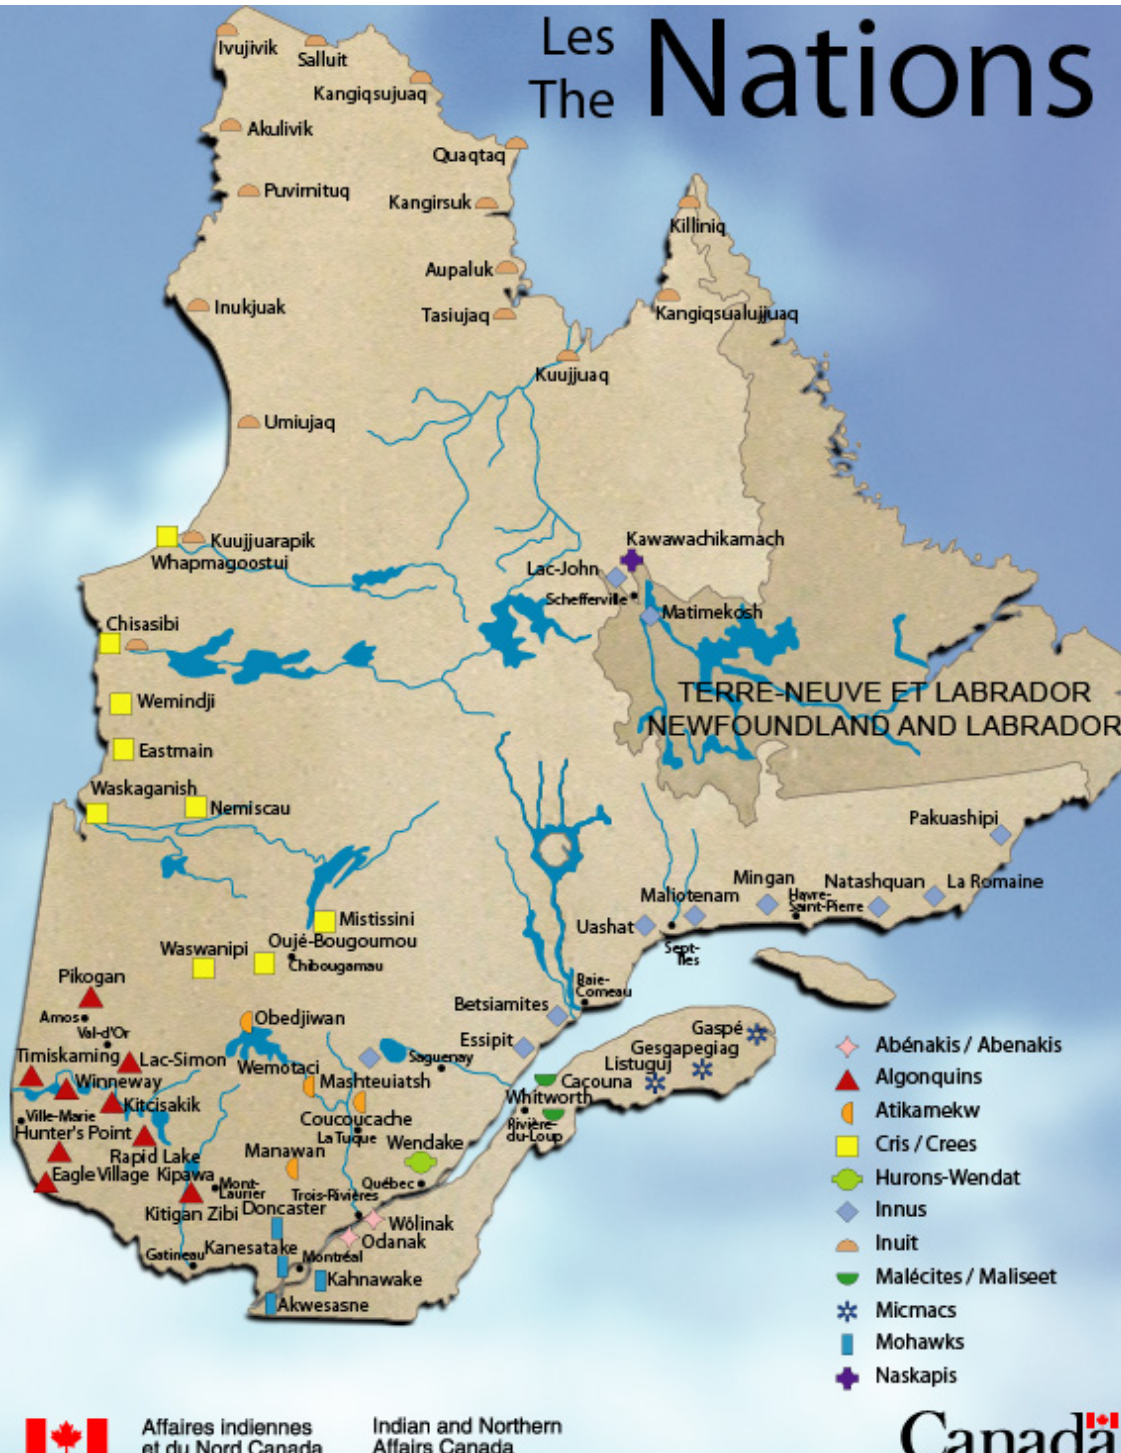 Les
The
Nations
Ivujivik
Salluit
Kangiqsujuaq
Akulivik
Quaqtaq
Puvirnituq
Kangirsuk
Killiniq
Aupaluk
Inukjuak
Tasiujaq
Kangiqsualujjuaq
Kuujjuaq
Umiujaq
Kuujjuarapik
Whapmagoostui
Kawawachikamach
Lac-John
Schefferville
Matimekosh
Chisasibi
TERRE-NEUVE ET LABRADOR
NEWFOUNDLAND AND LABRADOR
Wemindji
Eastmain
Waskaganish
Nemiscau
Pakuashipi
Mingan
Natashquan
La Romaine
Maliotenam
Havre-
Saint-Pierre
Uashat
Sept-
Îles
Mistissini
Oujé-Bougoumou
Waswanipi
Chibougamau
Pikogan
Amos
Val-d'Or
Baie-
Comeau
Betsiamites
Obedjiwan
Essipit
Gaspé
Gesgapegiag
Listuguj
Timiskaming
Lac-Simon
Wemotaci
Saguenay
Mashteuiatsh
Cacouna
Whitworth
Winneway
Kitcisakik
Ville-Marie
Hunter's Point
Coucoucache
La Tuque
Rivière-
du-Loup
Rapid Lake
Manawan
Wendake
Eagle Village
Kipawa
Mont-
Laurier
Trois-Rivières
Québec
Kitigan Zibi
Doncaster
Wôlinak
Odanak
Gatineau
Kanesatake
Montréal
Kahnawake
Akwesasne
Abénakis / Abenakis
Algonquins
Atikamekw
Cris / Crees
Hurons-Wendat
Innus
Inuit
Malécites / Maliseet
Micmacs
Mohawks
Naskapis
Affaires indiennes
et du Nord Canada
Indian and Northern
Affairs Canada
Canada